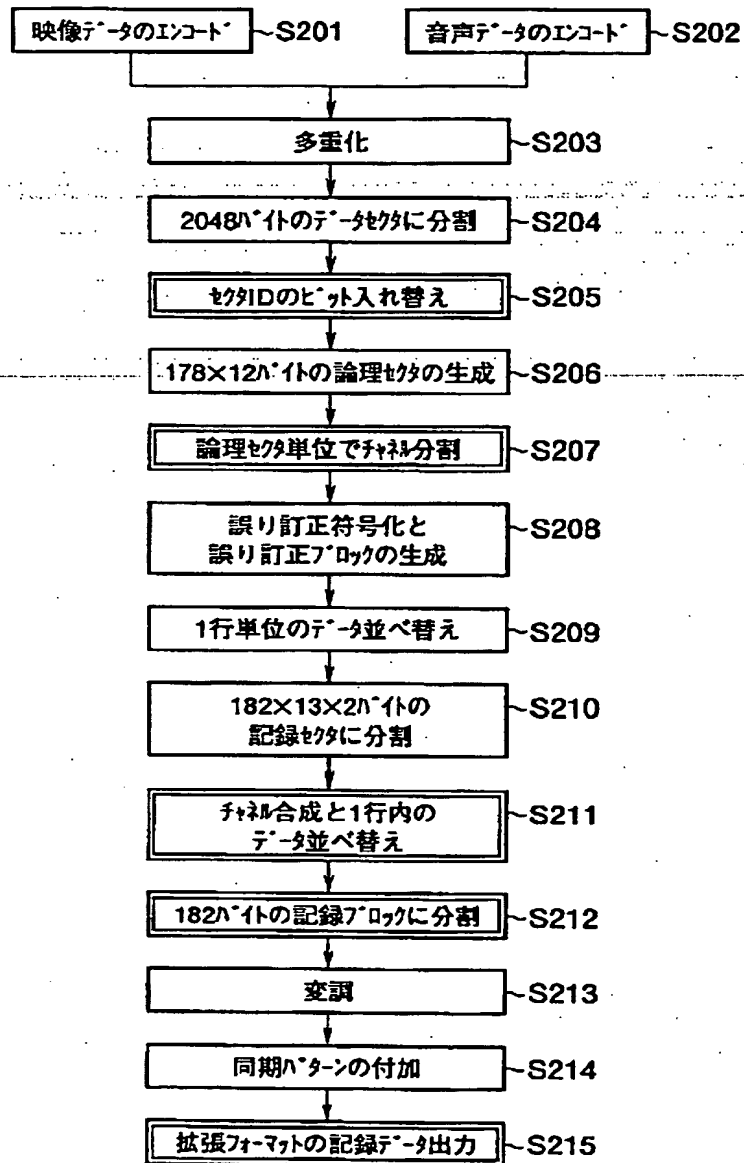 映像データのエンコード ~S201
音声データのエンコード ~S202
多重化 ~S203
2048バイトのデータセクタに分割 ~S204
セクタIDのビット入れ替え ~S205
178×12バイトの論理セクタの生成 ~S206
論理セクタ単位でチャネル分割 ~S207
誤り訂正符号化と
誤り訂正ブロックの生成 ~S208
1行単位のデータ並べ替え ~S209
182×13×2バイトの
記録セクタに分割 ~S210
チャネル合成と1行内の
データ並べ替え ~S211
182バイトの記録ブロックに分割 ~S212
変調 ~S213
同期パターンの付加 ~S214
拡張フォーマットの記録データ出力 ~S215